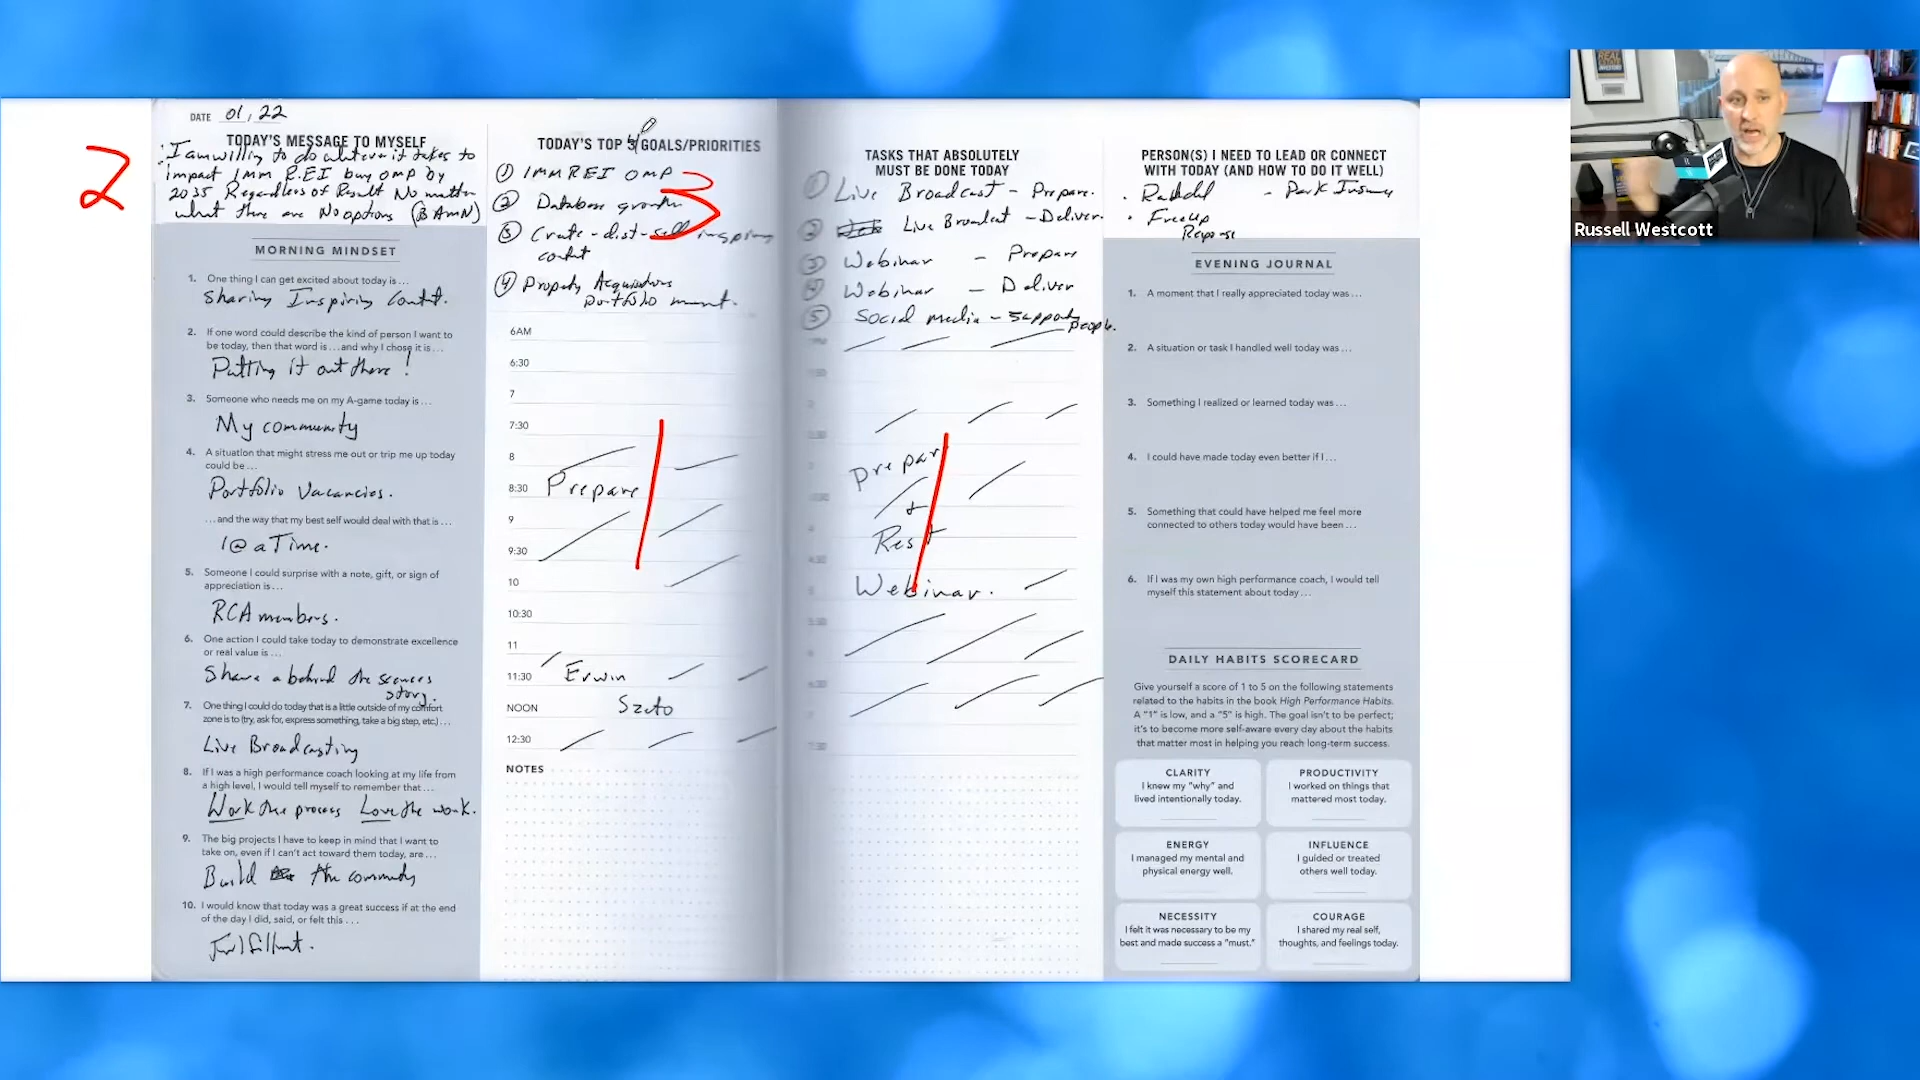 DATE 01, 22
TODAY'S MESSAGE TO MYSELF
I am willing to do whatever it takes to
impact 1MM R.EI buy OMP by
2035 Regardless of Result No matter
what there are No options (BAMN)
2
MORNING MINDSET
1. One thing I can get excited about today is ...
Sharing Inspiring Contt.
2. If one word could describe the kind of person I want to
be today, then that word is ... and why I chose it is ...
Putting it out there!
3. Someone who needs me on my A-game today is ...
My community
4. A situation that might stress me out or trip me up today
could be ...
Portfolio Vacancies.
... and the way that my best self would deal with that is ...
1@ a Time.
5. Someone I could surprise with a note, gift, or sign of
appreciation is ...
RCA members.
6. One action I could take today to demonstrate excellence
or real value is ...
Share a behind the scenes
story.
7. One thing I could do today that is a little outside of my comfort
zone is to (try, ask for, express something, take a big step, etc.) ...
Live Broadcasting
8. If I was a high performance coach looking at my life from
a high level, I would tell myself to remember that ...
Work the process Love the work.
9. The big projects I have to keep in mind that I want to
take on, even if I can't act toward them today, are ...
Build the community
10. I would know that today was a great success if at the end
of the day I did, said, or felt this ...
TODAY'S TOP GOALS/PRIORITIES
① 1MM REI OMP
② Database growth
3
③ Create-dist-sell inspiring
contt
④ Property Acquisitions
portfolio
6AM
6:30
7
7:30
8
8:30 Prepare
9
9:30
10
10:30
11
11:30 Erwin
NOON Szeto
12:30
NOTES
TASKS THAT ABSOLUTELY
MUST BE DONE TODAY
① Live Broadcast - Prepare.
② Live Broadcast - Deliver.
③ Webinar - Prepare
④ Webinar - Deliver
⑤ Social media - support
people.
Prepare
+
Rest
Webinar.
PERSON(S) I NEED TO LEAD OR CONNECT
WITH TODAY (AND HOW TO DO IT WELL)
- Park
EVENING JOURNAL
1. A moment that I really appreciated today was ...
2. A situation or task I handled well today was ...
3. Something I realized or learned today was ...
4. I could have made today even better if I ...
5. Something that could have helped me feel more
connected to others today would have been ...
6. If I was my own high performance coach, I would tell
myself this statement about today ...
DAILY HABITS SCORECARD
Give yourself a score of 1 to 5 on the following statements
related to the habits in the book High Performance Habits.
A "1" is low, and a "5" is high. The goal isn't to be perfect;
it's to become more self-aware every day about the habits
that matter most in helping you reach long-term success.
CLARITY
I knew my "why" and
lived intentionally today.
PRODUCTIVITY
I worked on things that
mattered most today.
ENERGY
I managed my mental and
physical energy well.
INFLUENCE
I guided or treated
others well today.
NECESSITY
I felt it was necessary to be my
best and made success a "must."
COURAGE
I shared my real self,
thoughts, and feelings today.
Russell Westcott